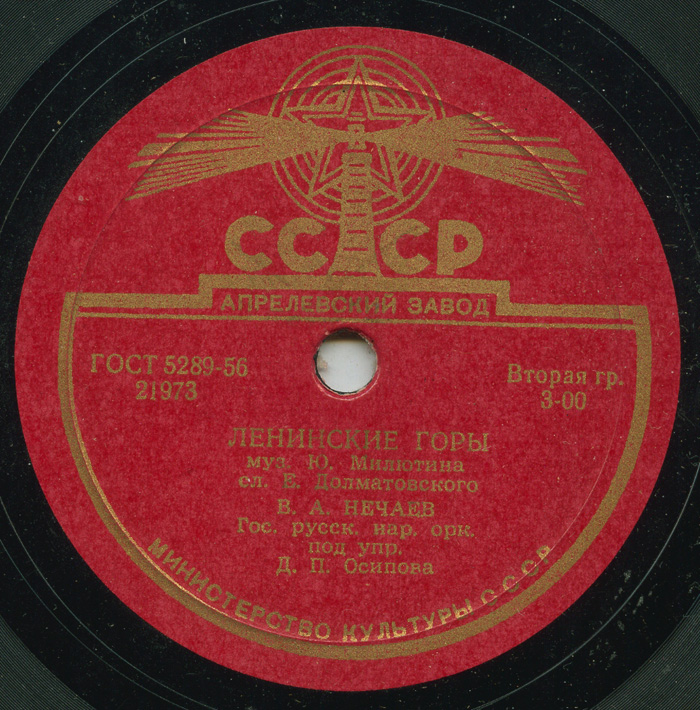 СССР
АПРЕЛЕВСКИЙ ЗАВОД
ГОСТ 5289-56
21973
Вторая гр.
3-00
ЛЕНИНСКИЕ ГОРЫ
муз. Ю. Милютина
сл. Е. Долматовского
В. А. НЕЧАЕВ
Гос. русск. нар. орк.
под упр.
Д. П. Осипова
МИНИСТЕРСТВО КУЛЬТУРЫ СССР